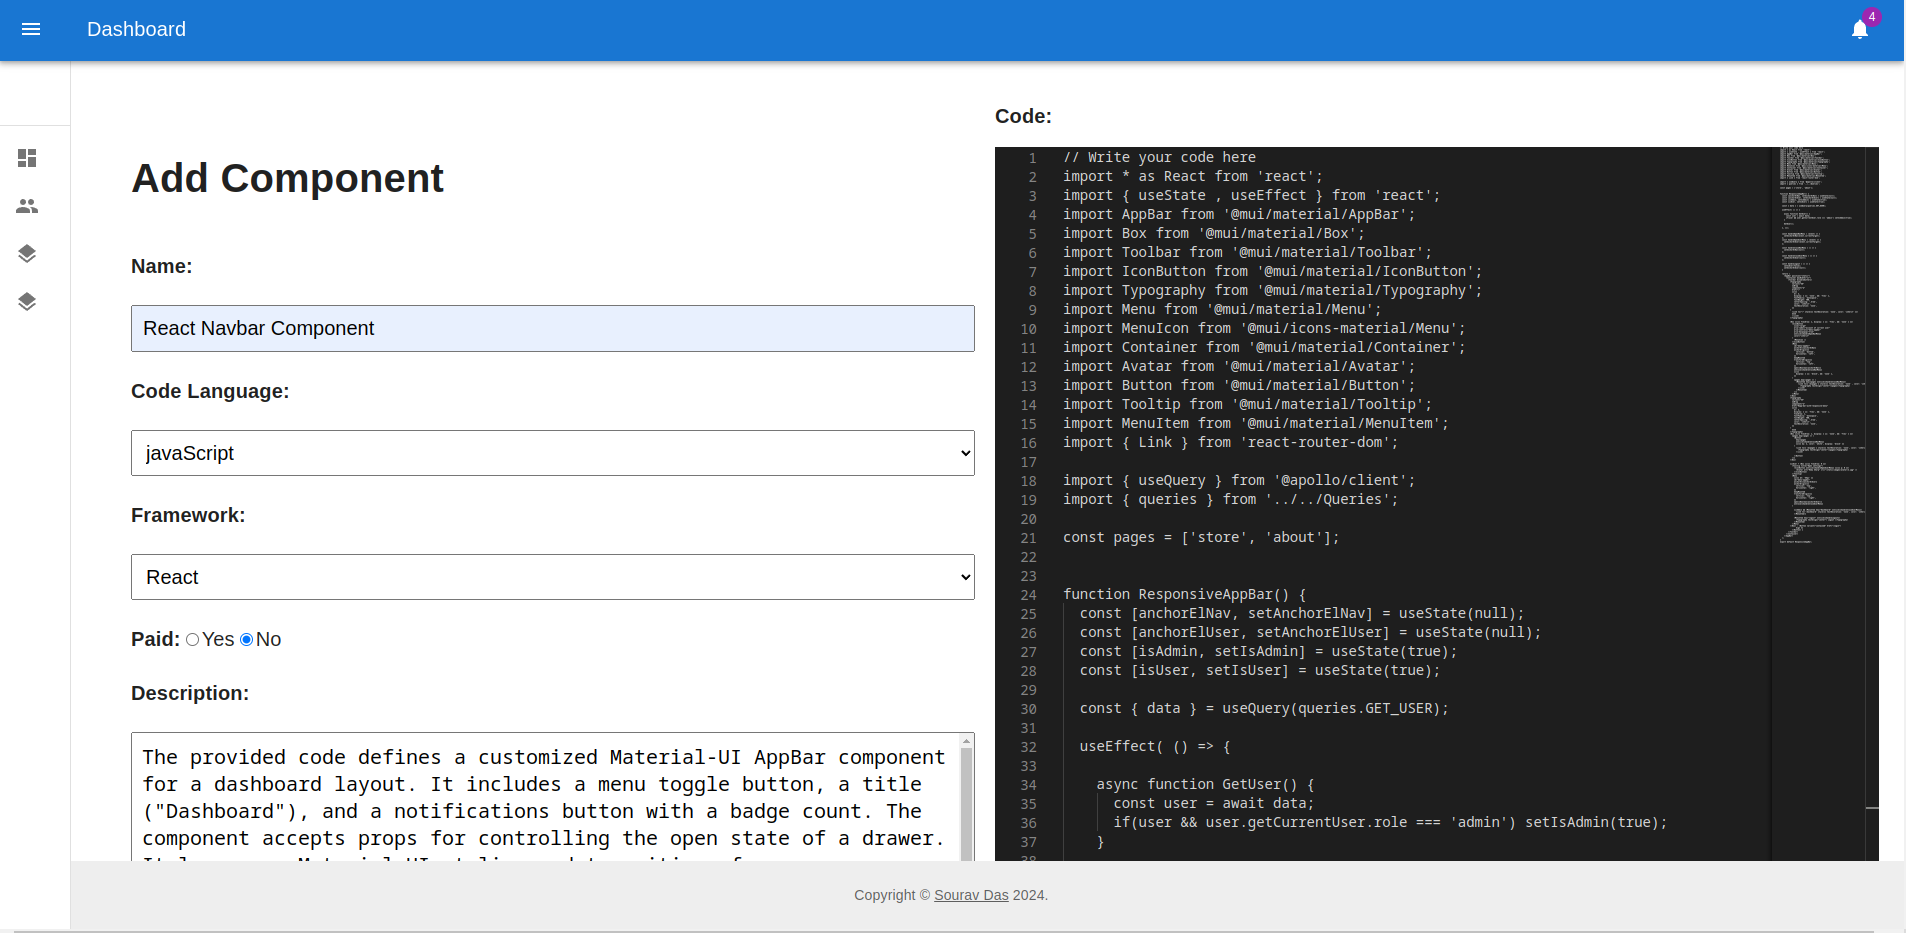 Dashboard
4
Add Component
Name:
React Navbar Component
Code Language:
javaScript
Framework:
React
Paid: Yes No
Description:
The provided code defines a customized Material-UI AppBar component
for a dashboard layout. It includes a menu toggle button, a title
("Dashboard"), and a notifications button with a badge count. The
component accepts props for controlling the open state of a drawer.
Code:
1 // Write your code here
2 import * as React from 'react';
3 import { useState , useEffect } from 'react';
4 import AppBar from '@mui/material/AppBar';
5 import Box from '@mui/material/Box';
6 import Toolbar from '@mui/material/Toolbar';
7 import IconButton from '@mui/material/IconButton';
8 import Typography from '@mui/material/Typography';
9 import Menu from '@mui/material/Menu';
10 import MenuIcon from '@mui/icons-material/Menu';
11 import Container from '@mui/material/Container';
12 import Avatar from '@mui/material/Avatar';
13 import Button from '@mui/material/Button';
14 import Tooltip from '@mui/material/Tooltip';
15 import MenuItem from '@mui/material/MenuItem';
16 import { Link } from 'react-router-dom';
17
18 import { useQuery } from '@apollo/client';
19 import { queries } from '../../Queries';
20
21 const pages = ['store', 'about'];
22
23
24 function ResponsiveAppBar() {
25 const [anchorElNav, setAnchorElNav] = useState(null);
26 const [anchorElUser, setAnchorElUser] = useState(null);
27 const [isAdmin, setIsAdmin] = useState(true);
28 const [isUser, setIsUser] = useState(true);
29
30 const { data } = useQuery(queries.GET_USER);
31
32 useEffect( () => {
33
34 async function GetUser() {
35 const user = await data;
36 if(user && user.getCurrentUser.role === 'admin') setIsAdmin(true);
37 }
38
Copyright © Sourav Das 2024.